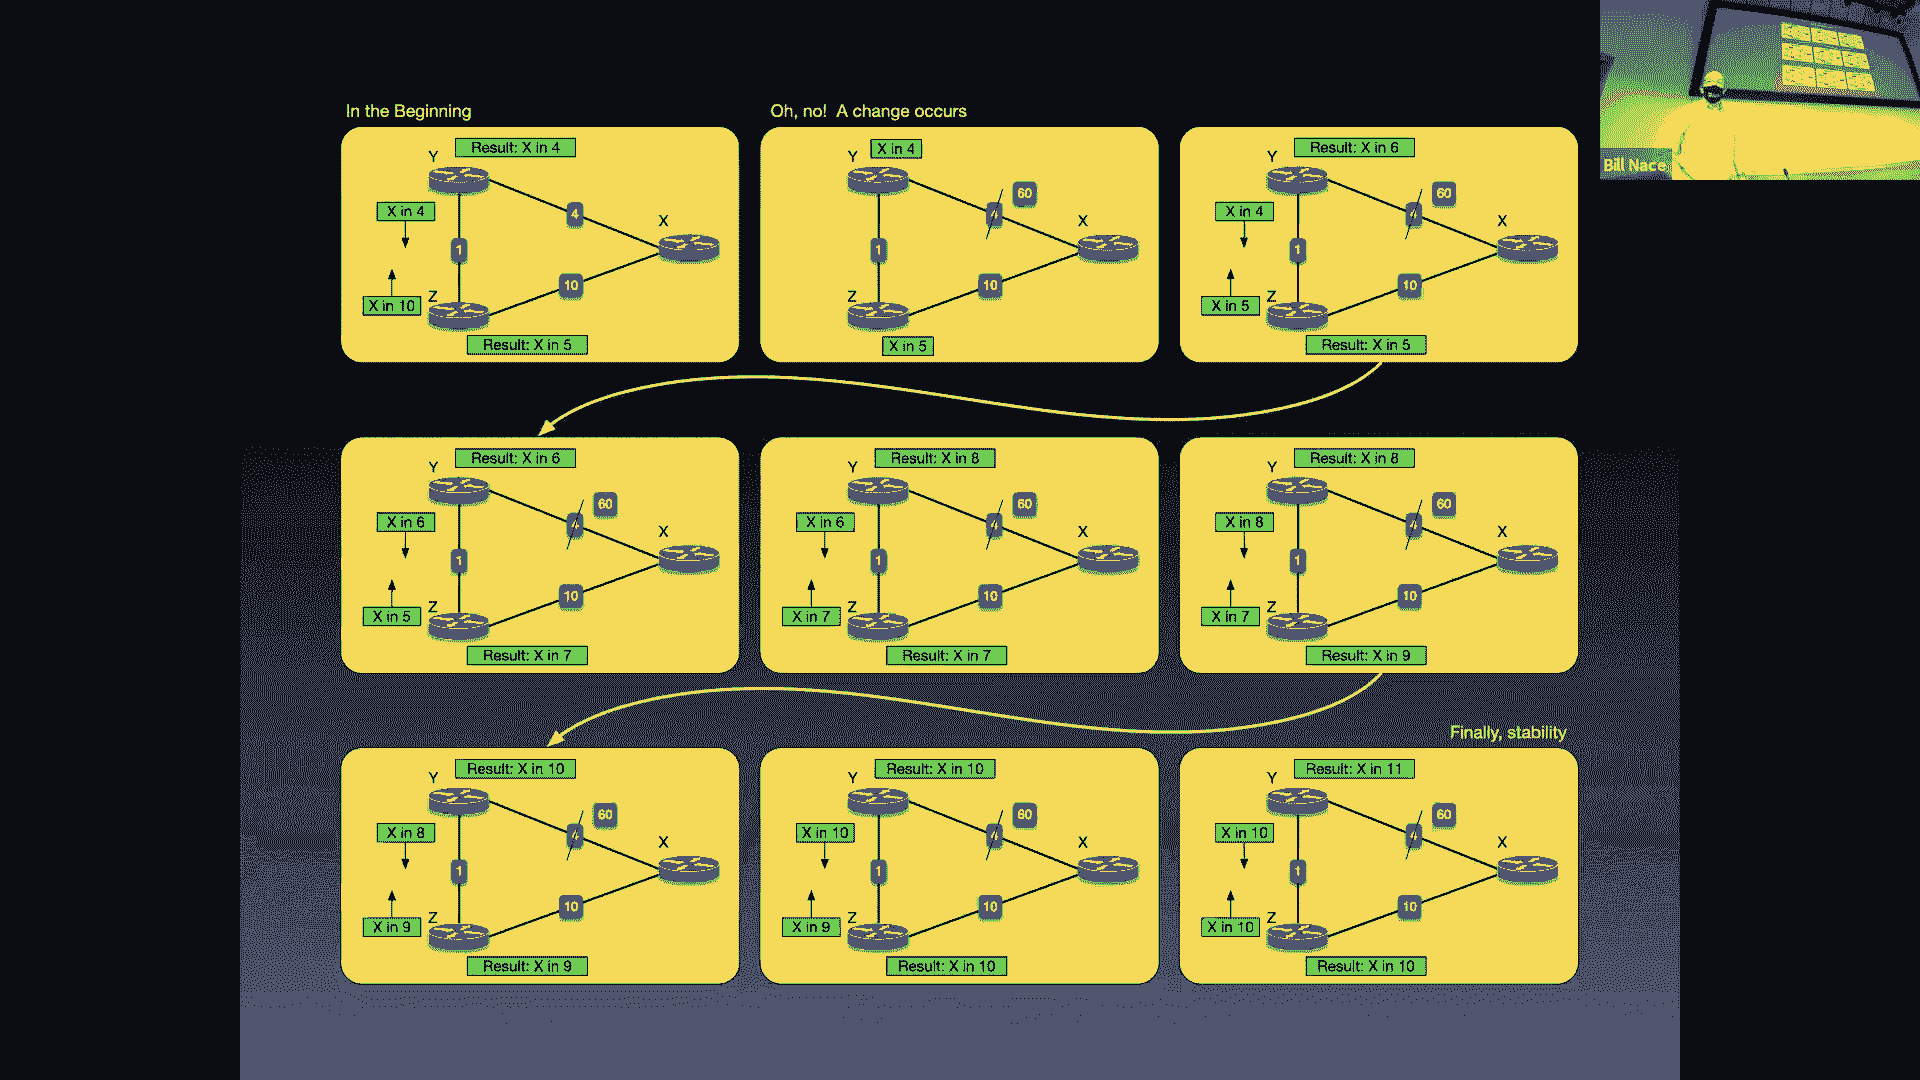 Bill Nace
In the Beginning
Oh, no! A change occurs
Result: X in 4
Y
X in 4
4
X
1
10
Z
X in 10
Result: X in 5
X in 4
Y
60
4
X
1
10
Z
X in 5
Result: X in 6
Y
60
X in 4
4
X
1
10
Z
X in 5
Result: X in 5
Result: X in 6
Y
60
X in 6
4
X
1
10
Z
X in 5
Result: X in 7
Result: X in 8
Y
60
X in 6
4
X
1
10
Z
X in 7
Result: X in 7
Result: X in 8
Y
60
X in 8
4
X
1
10
Z
X in 7
Result: X in 9
Finally, stability
Result: X in 10
Y
60
X in 8
4
X
1
10
Z
X in 9
Result: X in 9
Result: X in 10
Y
60
X in 10
4
X
1
10
Z
X in 9
Result: X in 10
Result: X in 11
Y
60
X in 10
4
X
1
10
Z
X in 10
Result: X in 10